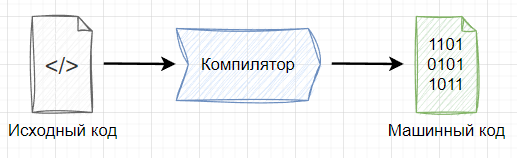 </>
Компилятор
1101
0101
1011
Исходный код
Машинный код